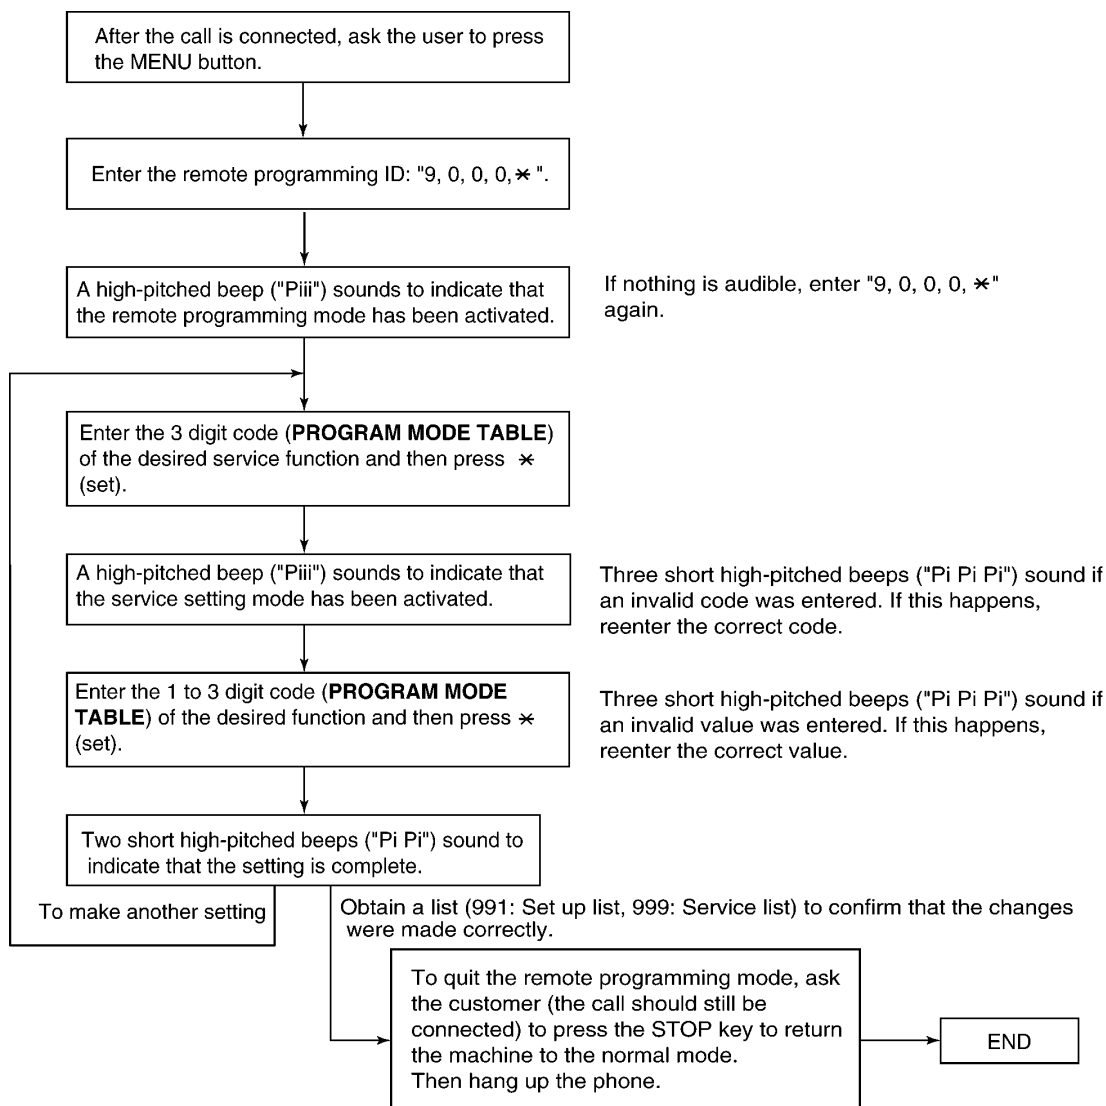 After the call is connected, ask the user to press
the MENU button.
Enter the remote programming ID: "9, 0, 0, 0, ✳ ".
A high-pitched beep ("Piii") sounds to indicate that
the remote programming mode has been activated.
If nothing is audible, enter "9, 0, 0, 0, ✳"
again.
Enter the 3 digit code (PROGRAM MODE TABLE)
of the desired service function and then press ✳
(set).
A high-pitched beep ("Piii") sounds to indicate that
the service setting mode has been activated.
Three short high-pitched beeps ("Pi Pi Pi") sound if
an invalid code was entered. If this happens,
reenter the correct code.
Enter the 1 to 3 digit code (PROGRAM MODE
TABLE) of the desired function and then press ✳
(set).
Three short high-pitched beeps ("Pi Pi Pi") sound if
an invalid value was entered. If this happens,
reenter the correct value.
Two short high-pitched beeps ("Pi Pi") sound to
indicate that the setting is complete.
To make another setting
Obtain a list (991: Set up list, 999: Service list) to confirm that the changes
were made correctly.
To quit the remote programming mode, ask
the customer (the call should still be
connected) to press the STOP key to return
the machine to the normal mode.
Then hang up the phone.
END